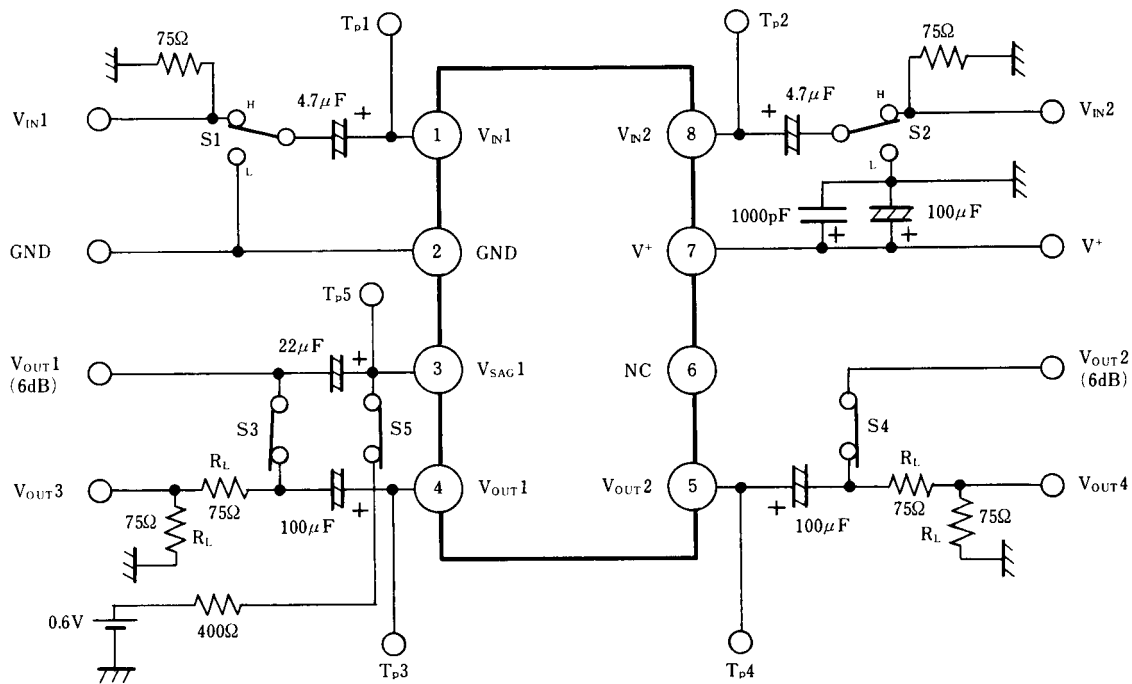 Tp1
Tp2
75Ω
75Ω
VIN1
H
S1
L
4.7μF
+
1
VIN1
VIN2
8
+
4.7μF
H
S2
L
VIN2
1000pF
+
100μF
+
GND
2
GND
V+
7
V+
Tp5
VOUT1
(6dB)
22μF
+
3
VSAG1
NC
6
VOUT2
(6dB)
S3
S5
S4
VOUT3
RL
75Ω
75Ω
RL
100μF
+
4
VOUT1
VOUT2
5
+
100μF
RL
75Ω
RL
75Ω
VOUT4
0.6V
400Ω
Tp3
Tp4